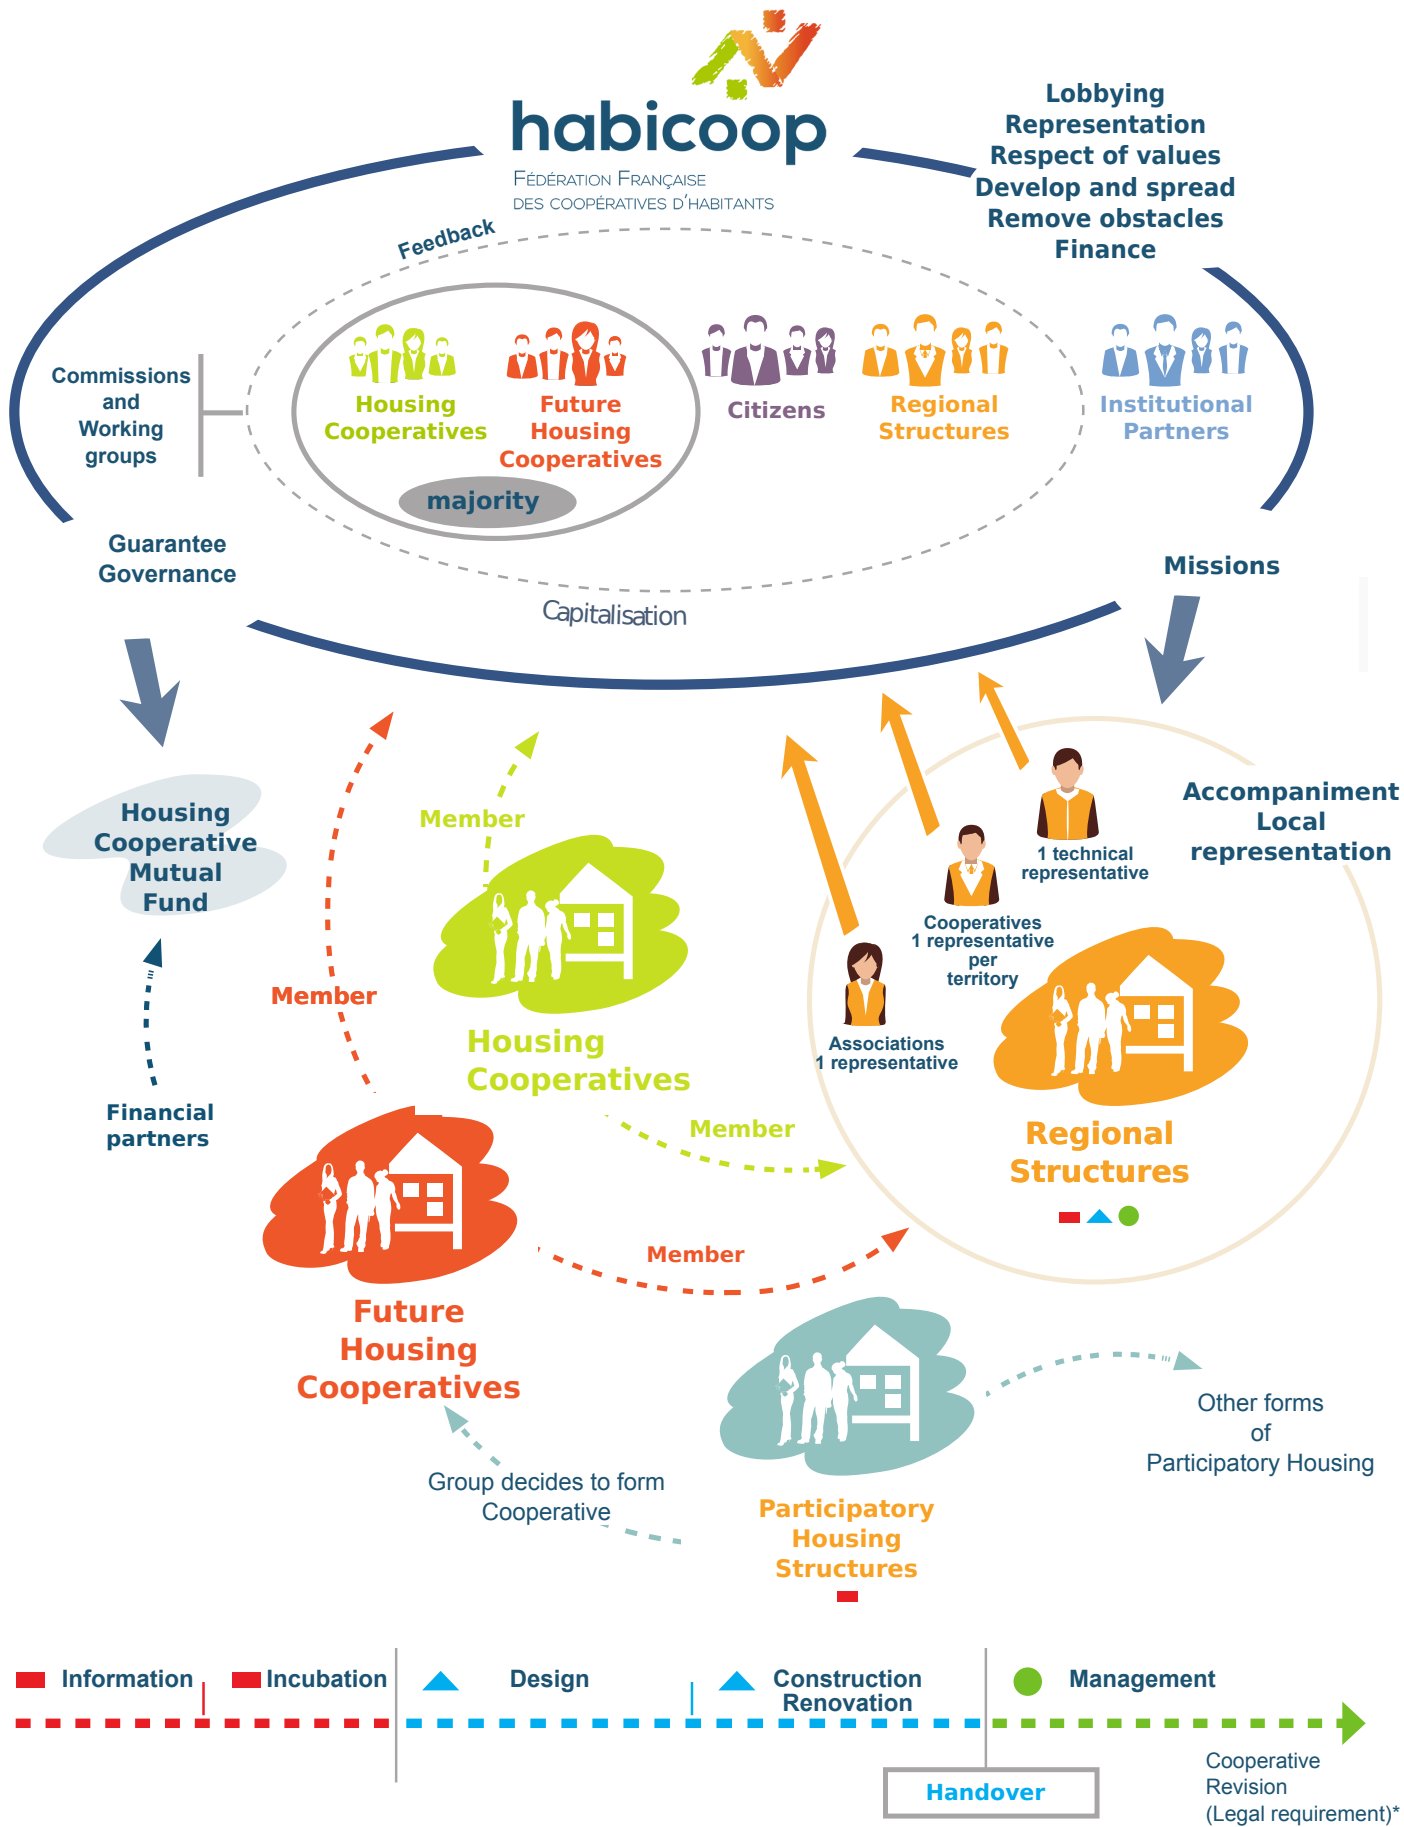 habicoop
FÉDÉRATION FRANÇAISE
DES COOPÉRATIVES D'HABITANTS
Lobbying
Representation
Respect of values
Develop and spread
Remove obstacles
Finance
Feedback
Commissions
and
Working
groups
Housing
Cooperatives
Future
Housing
Cooperatives
majority
Citizens
Regional
Structures
Institutional
Partners
Guarantee
Governance
Capitalisation
Missions
Housing
Cooperative
Mutual
Fund
Financial
partners
Member
Member
Housing
Cooperatives
Member
Future
Housing
Cooperatives
Member
Accompaniment
Local
representation
1 technical
representative
Cooperatives
1 representative
per
territory
Associations
1 representative
Regional
Structures
Group decides to form
Cooperative
Participatory
Housing
Structures
Other forms
of
Participatory Housing
Information
Incubation
Design
Construction
Renovation
Management
Handover
Cooperative
Revision
(Legal requirement)*